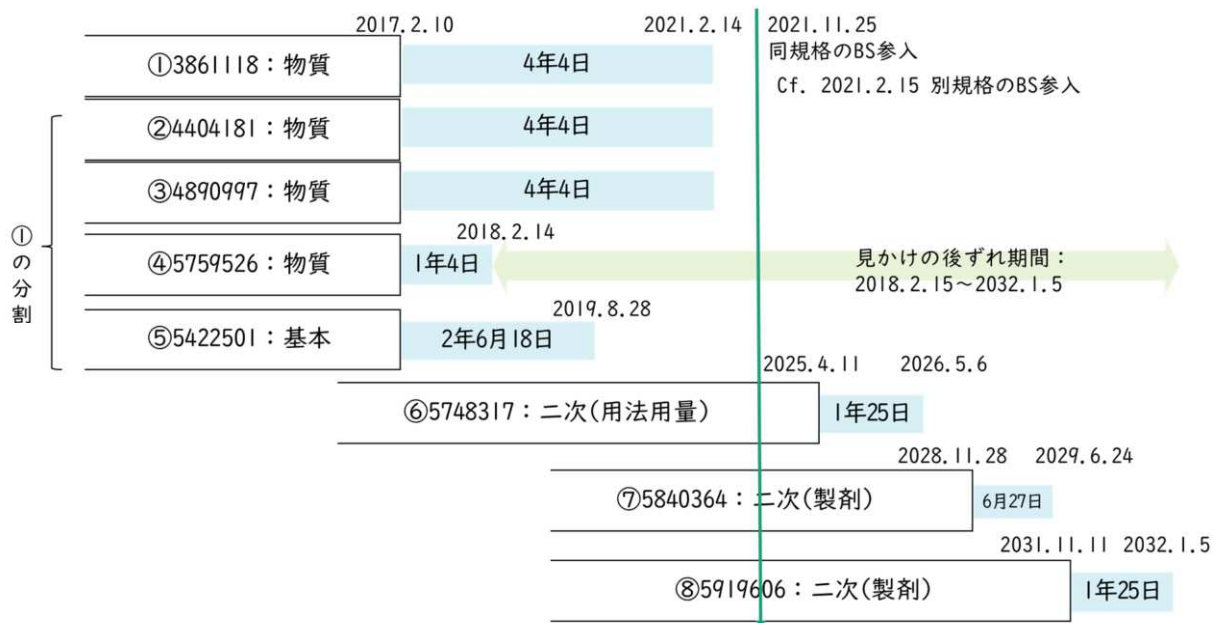 2017.2.10
2021.2.14
2021.11.25
同規格のBS参入
Cf. 2021.2.15 別規格のBS参入
①3861118：物質
4年4日
②4404181：物質
4年4日
③4890997：物質
4年4日
①の分割
2018.2.14
④5759526：物質
1年4日
見かけの後ずれ期間：
2018.2.15～2032.1.5
2019.8.28
⑤5422501：基本
2年6月18日
2025.4.11
2026.5.6
⑥5748317：二次(用法用量)
1年25日
2028.11.28
2029.6.24
⑦5840364：二次(製剤)
6月27日
2031.11.11
2032.1.5
⑧5919606：二次(製剤)
1年25日